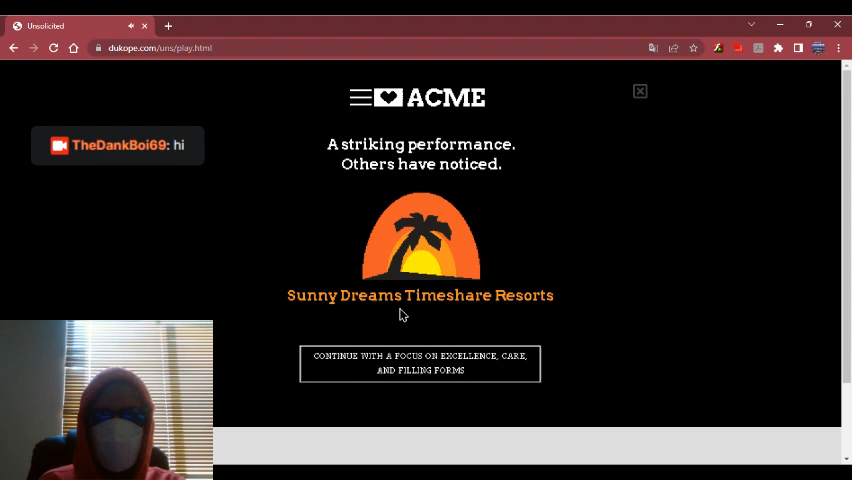 Unsolicited
dukope.com/uns/play.html
ACME
A striking performance.
Others have noticed.
TheDankBoi69: hi
Sunny Dreams Timeshare Resorts
CONTINUE WITH A FOCUS ON EXCELLENCE, CARE,
AND FILLING FORMS